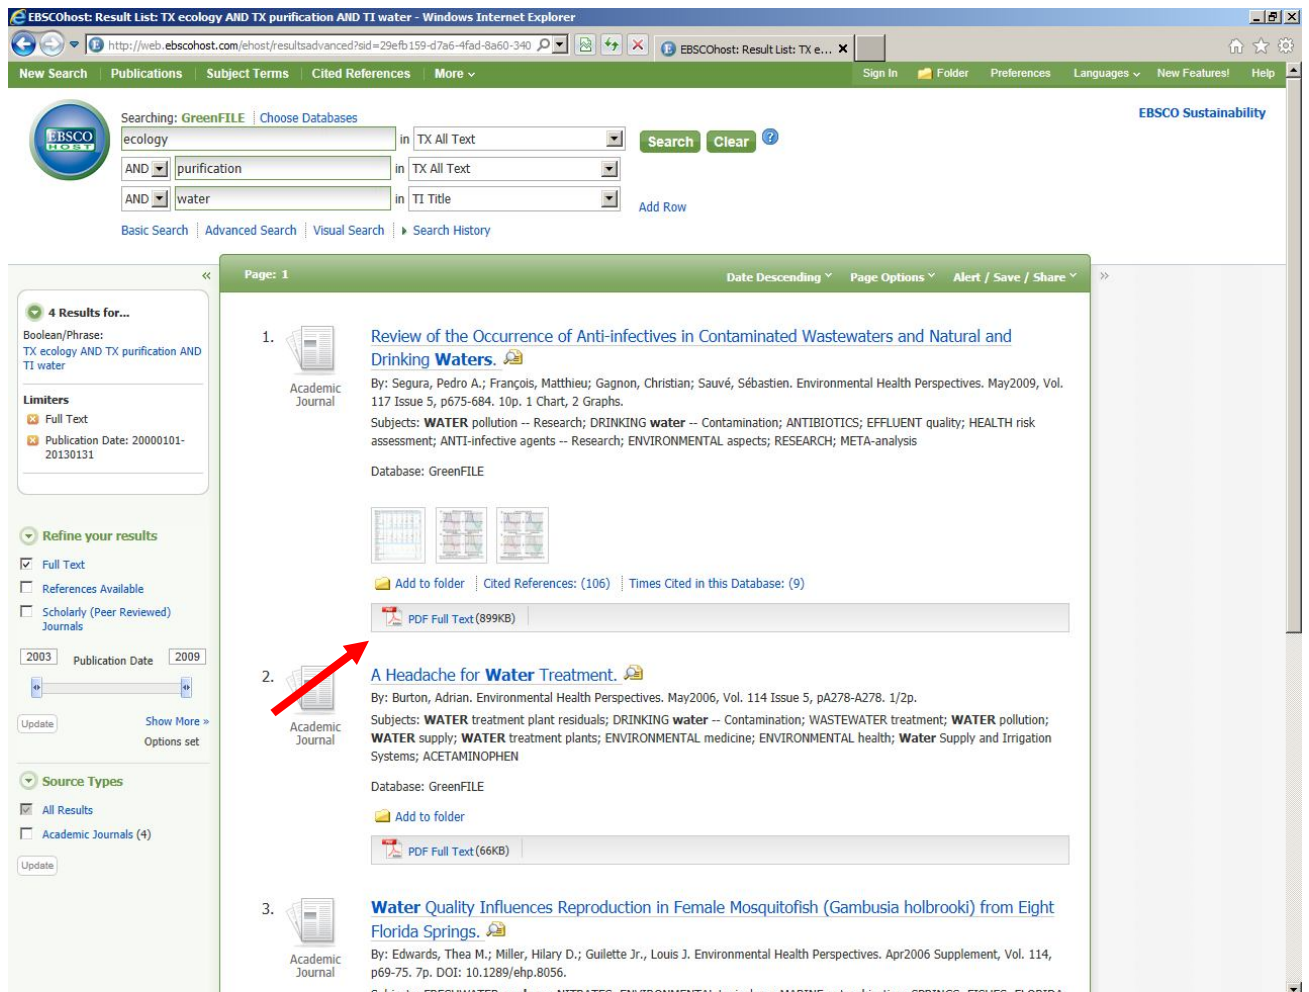 EBSCOhost: Result List: TX ecology AND TX purification AND TI water - Windows Internet Explorer
http://web.ebscohost.com/ehost/resultsadvanced?sid=29efb159-d7a6-4fad-8a60-340
EBSCOhost: Result List: TX e...
New Search Publications Subject Terms Cited References More Sign In Folder Preferences Languages New Features! Help
Searching: GreenFILE Choose Databases
EBSCO Sustainability
EBSCO
HOST
ecology in TX All Text Search Clear ?
AND purification in TX All Text
AND water in TI Title Add Row
Basic Search Advanced Search Visual Search Search History
« Page: 1 Date Descending Page Options Alert / Save / Share »
4 Results for...
Boolean/Phrase:
TX ecology AND TX purification AND
TI water
Limiters
Full Text
Publication Date: 20000101-
20130131
Refine your results
Full Text
References Available
Scholarly (Peer Reviewed)
Journals
2003 Publication Date 2009
Update Show More »
Options set
Source Types
All Results
Academic Journals (4)
Update
1. Review of the Occurrence of Anti-infectives in Contaminated Wastewaters and Natural and
Drinking Waters.
Academic
Journal
By: Segura, Pedro A.; François, Matthieu; Gagnon, Christian; Sauvé, Sébastien. Environmental Health Perspectives. May2009, Vol.
117 Issue 5, p675-684. 10p. 1 Chart, 2 Graphs.
Subjects: WATER pollution -- Research; DRINKING water -- Contamination; ANTIBIOTICS; EFFLUENT quality; HEALTH risk
assessment; ANTI-infective agents -- Research; ENVIRONMENTAL aspects; RESEARCH; META-analysis
Database: GreenFILE
Add to folder Cited References: (106) Times Cited in this Database: (9)
PDF Full Text (899KB)
2. A Headache for Water Treatment.
Academic
Journal
By: Burton, Adrian. Environmental Health Perspectives. May2006, Vol. 114 Issue 5, pA278-A278. 1/2p.
Subjects: WATER treatment plant residuals; DRINKING water -- Contamination; WASTEWATER treatment; WATER pollution;
WATER supply; WATER treatment plants; ENVIRONMENTAL medicine; ENVIRONMENTAL health; Water Supply and Irrigation
Systems; ACETAMINOPHEN
Database: GreenFILE
Add to folder
PDF Full Text (66KB)
3. Water Quality Influences Reproduction in Female Mosquitofish (Gambusia holbrooki) from Eight
Florida Springs.
Academic
Journal
By: Edwards, Thea M.; Miller, Hilary D.; Guilette Jr., Louis J. Environmental Health Perspectives. Apr2006 Supplement, Vol. 114,
p69-75. 7p. DOI: 10.1289/ehp.8056.